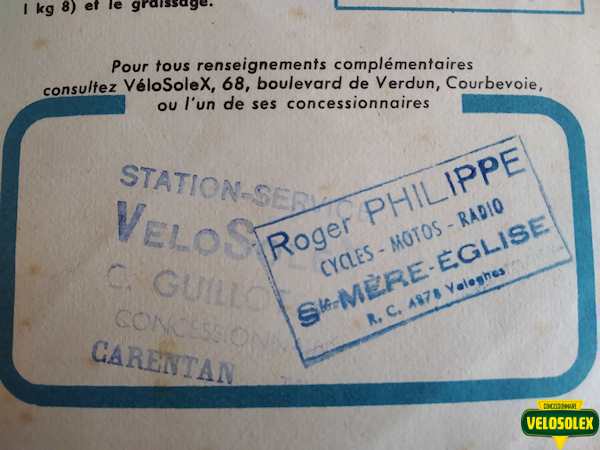 1 kg 8) et le graissage.
Pour tous renseignements complémentaires
consultez VéloSoleX, 68, boulevard de Verdun, Courbevoie,
ou l'un de ses concessionnaires
STATION-SERVICE
VELOSOLEX
C. GUILLOT
CONCESSIONN
CARENTAN
Roger PHILIPPE
CYCLES - MOTOS - RADIO
Ste MÈRE-ÉGLISE
R. C. 4978 Valognes
CONCESSIONNAIRE
VELOSOLEX